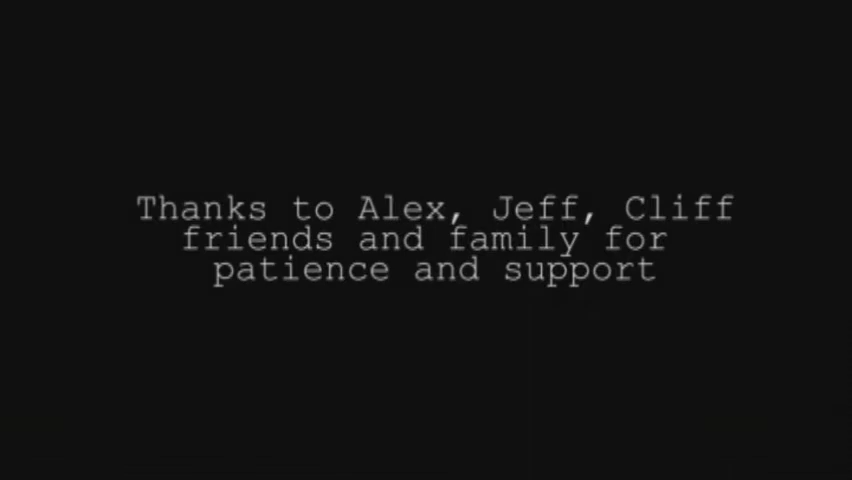 Thanks to Alex, Jeff, Cliff
friends and family for
patience and support